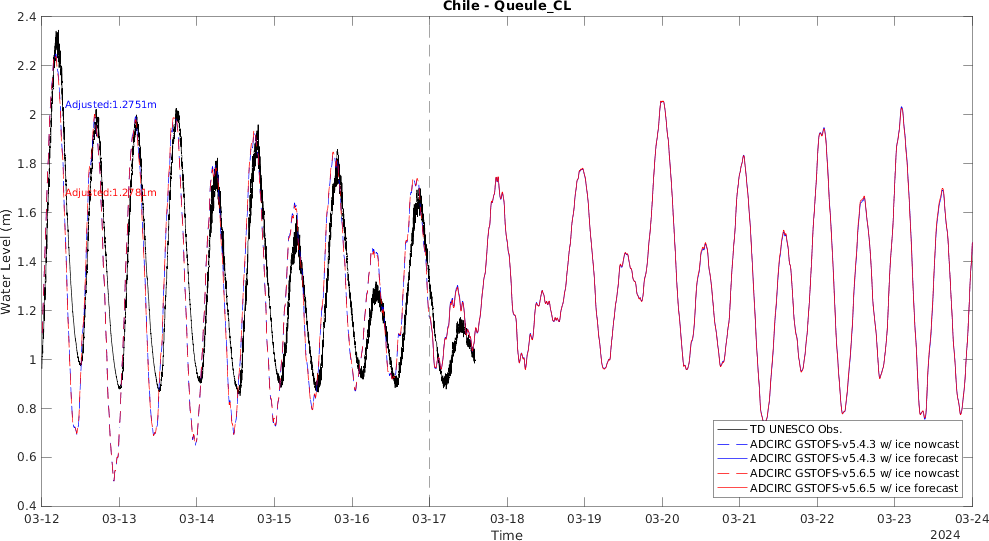 Chile - Queule_CL
Water Level (m)
2.4
2.2
2
1.8
1.6
1.4
1.2
1
0.8
0.6
0.4
Adjusted:1.2751m
Adjusted:1.2781m
TD UNESCO Obs.
ADCIRC GSTOFS-v5.4.3 w/ ice nowcast
ADCIRC GSTOFS-v5.4.3 w/ ice forecast
ADCIRC GSTOFS-v5.6.5 w/ ice nowcast
ADCIRC GSTOFS-v5.6.5 w/ ice forecast
03-12 03-13 03-14 03-15 03-16 03-17 03-18 03-19 03-20 03-21 03-22 03-23 03-24
Time
2024